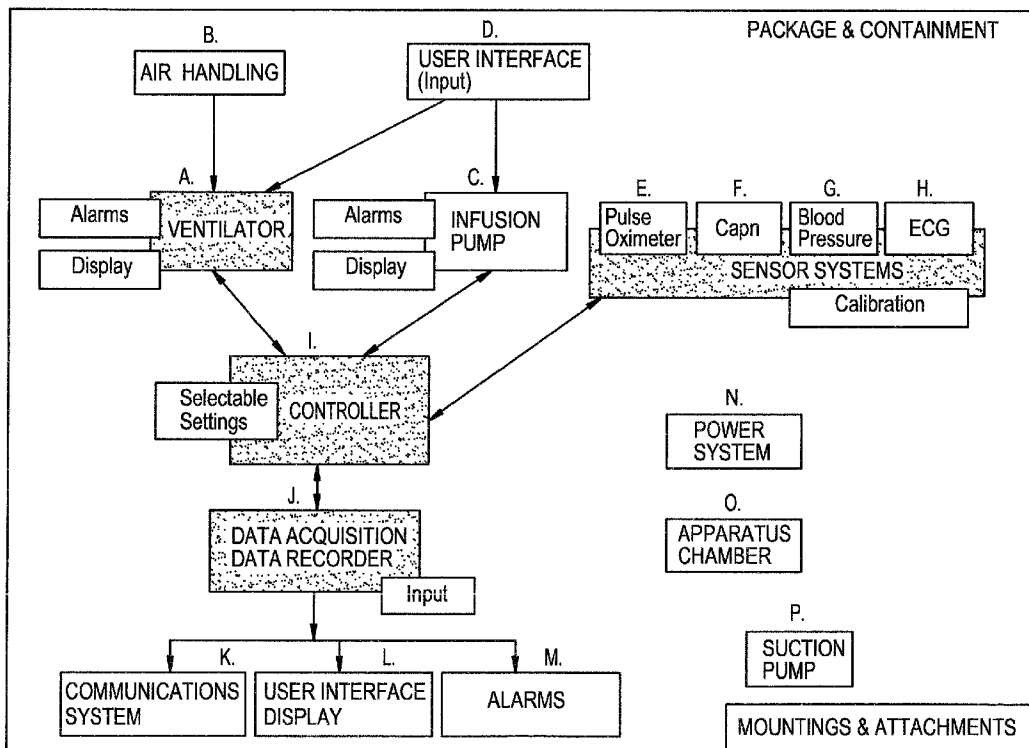 PACKAGE & CONTAINMENT
B.
AIR HANDLING
D.
USER INTERFACE
(Input)
A.
Alarms
VENTILATOR
Display
C.
Alarms
INFUSION
PUMP
Display
E.
Pulse
Oximeter
F.
Capn
G.
Blood
Pressure
H.
ECG
SENSOR SYSTEMS
Calibration
I.
Selectable
Settings
CONTROLLER
J.
DATA ACQUISITION
DATA RECORDER
Input
K.
COMMUNICATIONS
SYSTEM
L.
USER INTERFACE
DISPLAY
M.
ALARMS
N.
POWER
SYSTEM
O.
APPARATUS
CHAMBER
P.
SUCTION
PUMP
MOUNTINGS & ATTACHMENTS